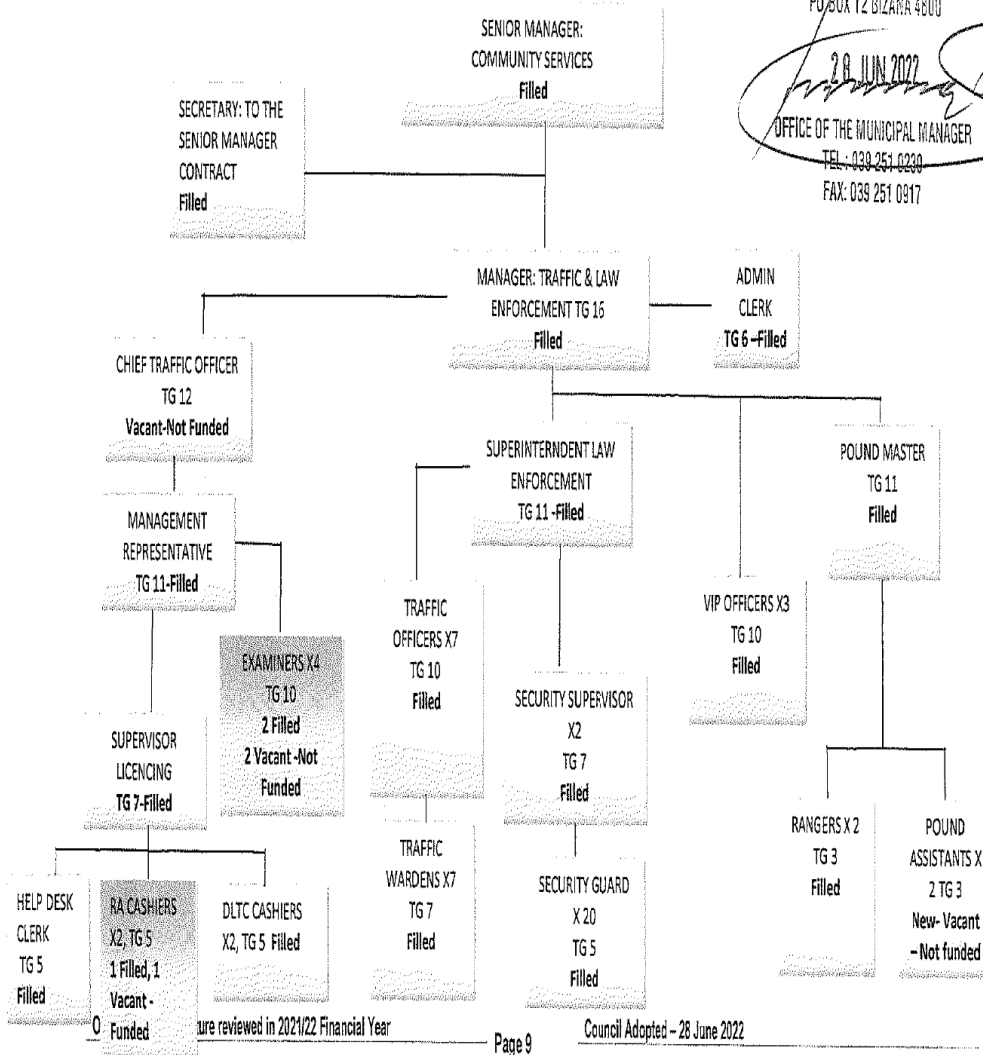 PO BOX 12 BIZANA 4800
28 JUN 2022
OFFICE OF THE MUNICIPAL MANAGER
TEL: 039 251 0230
FAX: 039 251 0917
SENIOR MANAGER:
COMMUNITY SERVICES
Filled
SECRETARY: TO THE
SENIOR MANAGER
CONTRACT
Filled
MANAGER: TRAFFIC & LAW
ENFORCEMENT TG 16
Filled
ADMIN
CLERK
TG 6 –Filled
CHIEF TRAFFIC OFFICER
TG 12
Vacant-Not Funded
SUPERINTERNDENT LAW
ENFORCEMENT
TG 11 -Filled
POUND MASTER
TG 11
Filled
MANAGEMENT
REPRESENTATIVE
TG 11-Filled
EXAMINERS X4
TG 10
2 Filled
2 Vacant -Not
Funded
TRAFFIC
OFFICERS X7
TG 10
Filled
VIP OFFICERS X3
TG 10
Filled
SUPERVISOR
LICENCING
TG 7-Filled
SECURITY SUPERVISOR
X2
TG 7
Filled
TRAFFIC
WARDENS X7
TG 7
Filled
SECURITY GUARD
X 20
TG 5
Filled
RANGERS X 2
TG 3
Filled
POUND
ASSISTANTS X
2 TG 3
New- Vacant
– Not funded
HELP DESK
CLERK
TG 5
Filled
RA CASHIERS
X2, TG 5
1 Filled, 1
Vacant -
Funded
DLTC CASHIERS
X2, TG 5 Filled
O ure reviewed in 2021/22 Financial Year
Page 9
Council Adopted – 28 June 2022